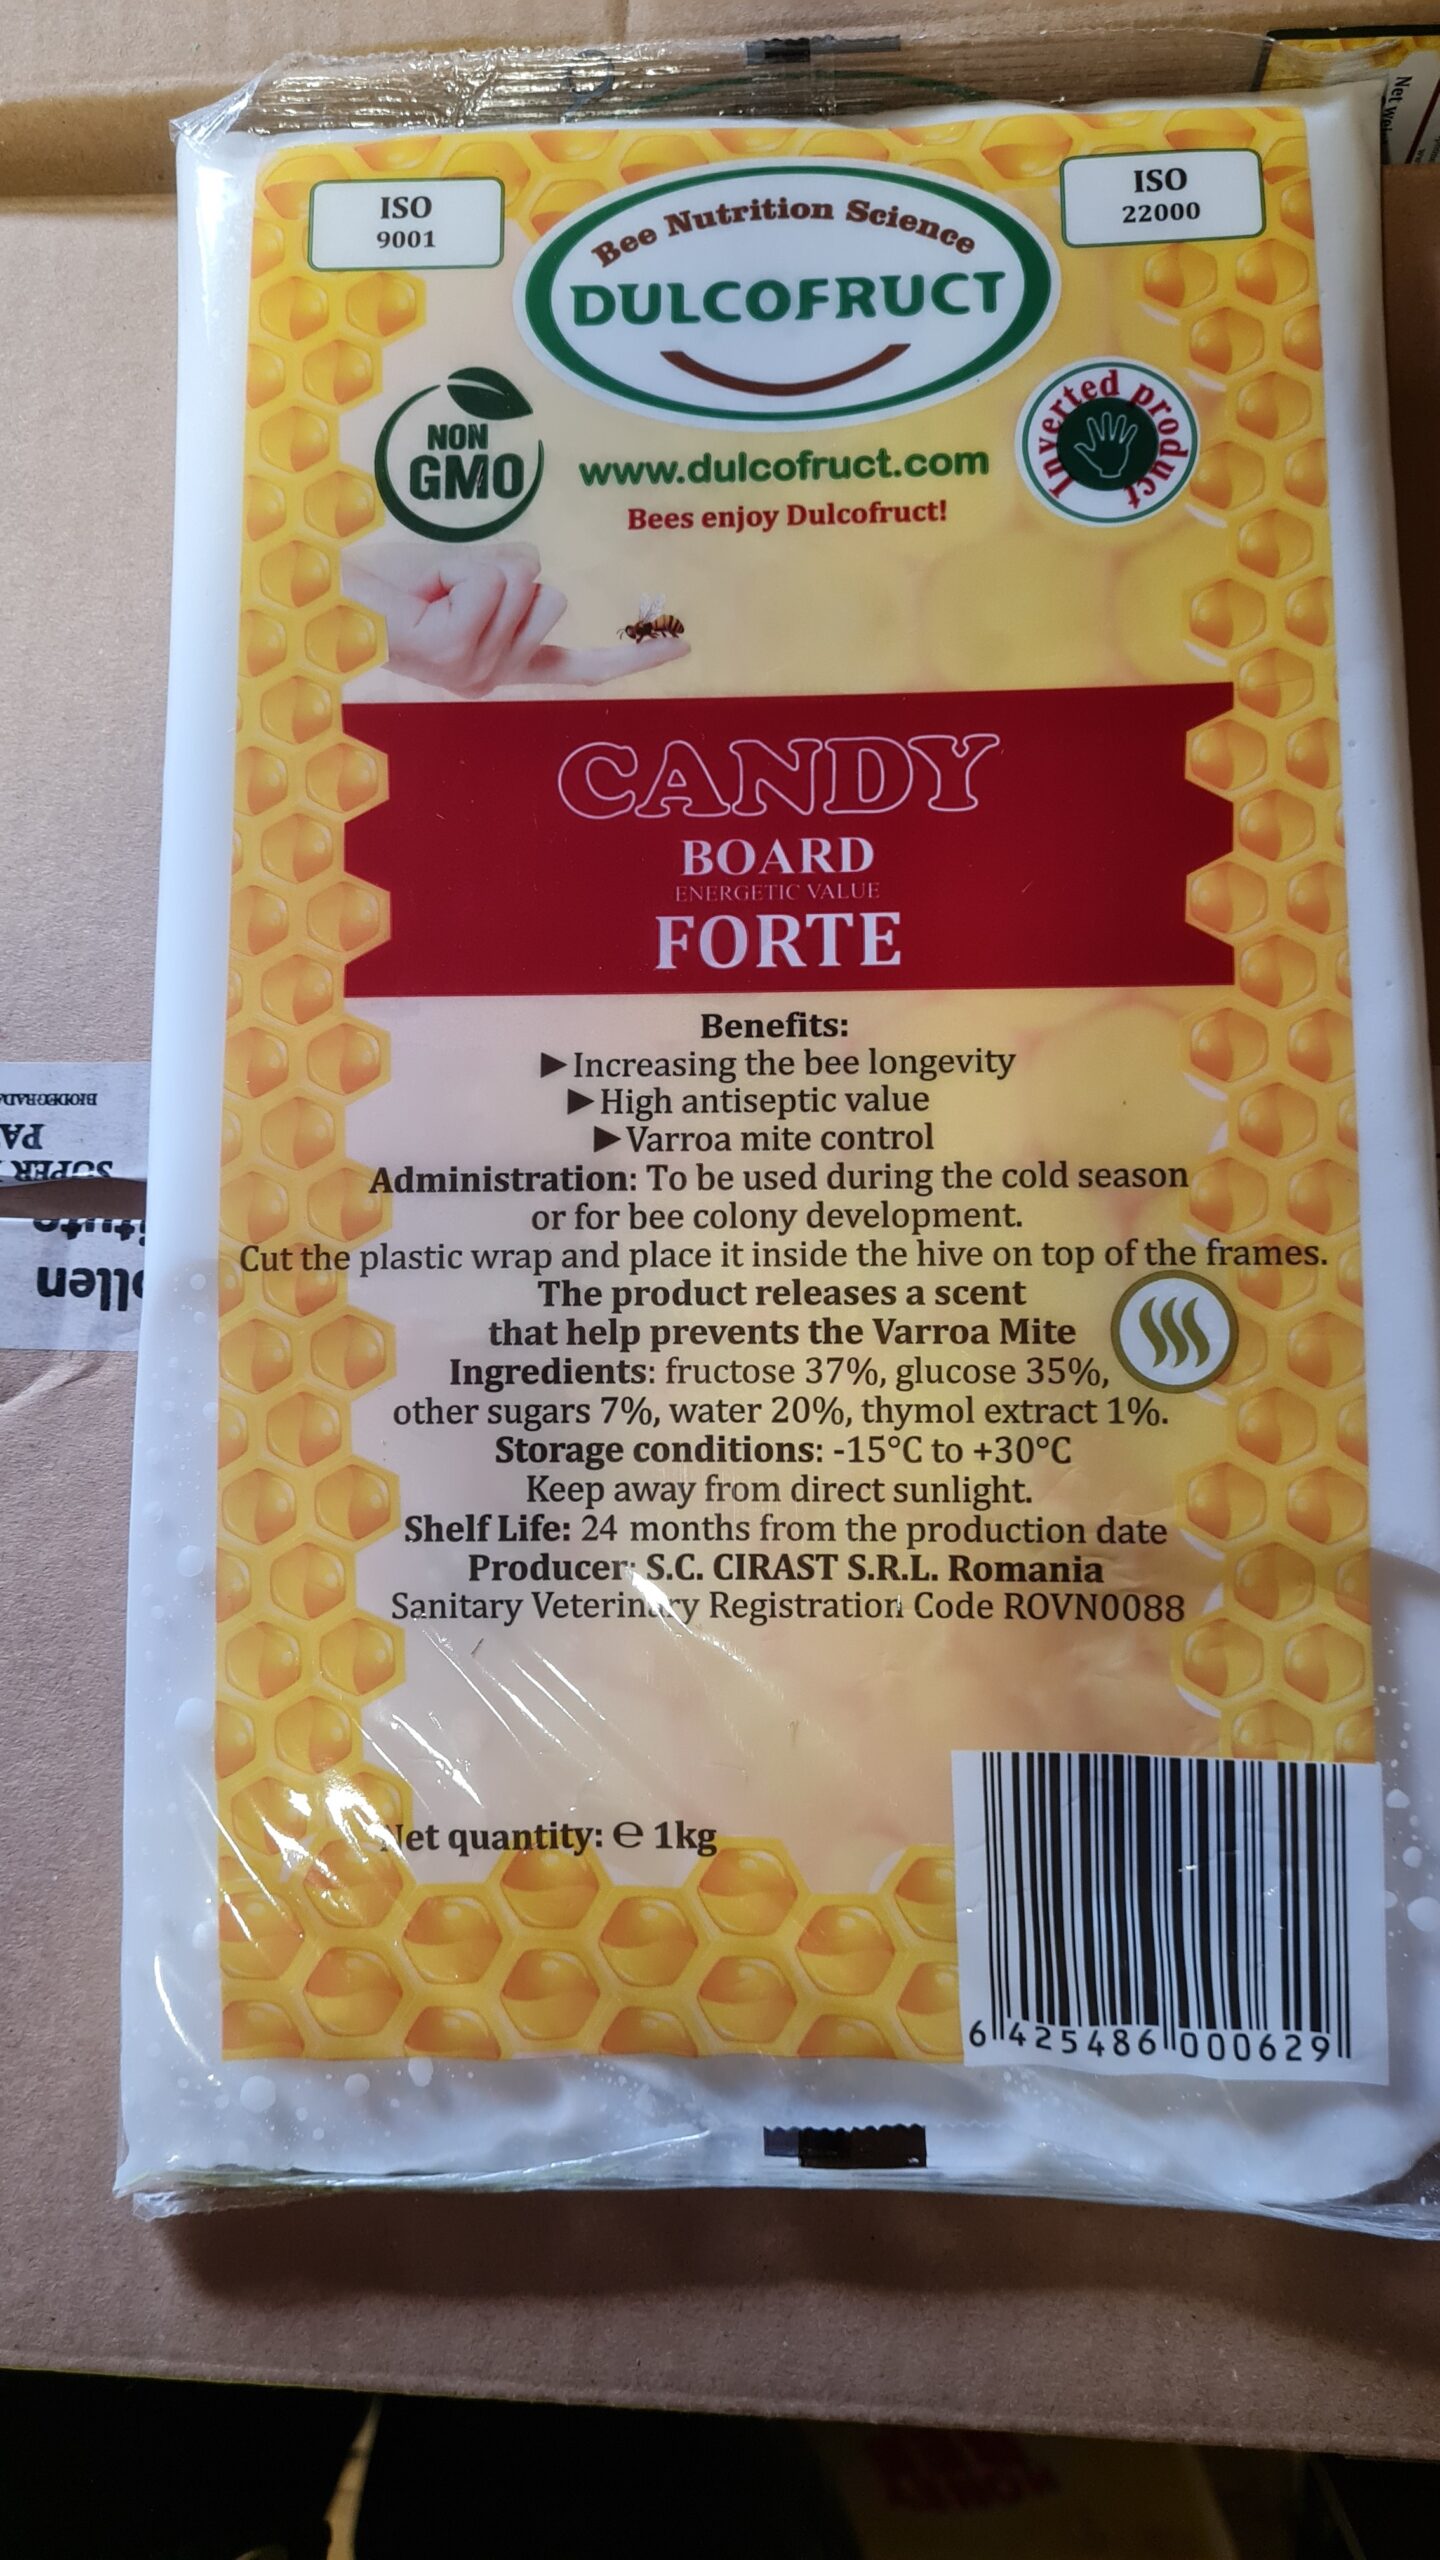 ISO
9001
Bee Nutrition Science
DULCOFRUCT
ISO
22000
NON
GMO
www.dulcofruct.com
Bees enjoy Dulcofruct!
Inverted product
CANDY
BOARD
ENERGETIC VALUE
FORTE
Benefits:
▶ Increasing the bee longevity
▶ High antiseptic value
▶ Varroa mite control
Administration: To be used during the cold season
or for bee colony development.
Cut the plastic wrap and place it inside the hive on top of the frames.
The product releases a scent
that help prevents the Varroa Mite
Ingredients: fructose 37%, glucose 35%,
other sugars 7%, water 20%, thymol extract 1%.
Storage conditions: -15°C to +30°C
Keep away from direct sunlight.
Shelf Life: 24 months from the production date
Producer: S.C. CIRAST S.R.L. Romania
Sanitary Veterinary Registration Code ROVN0088
Net quantity: ℮ 1kg
6 425486 000629
SUPER
Net